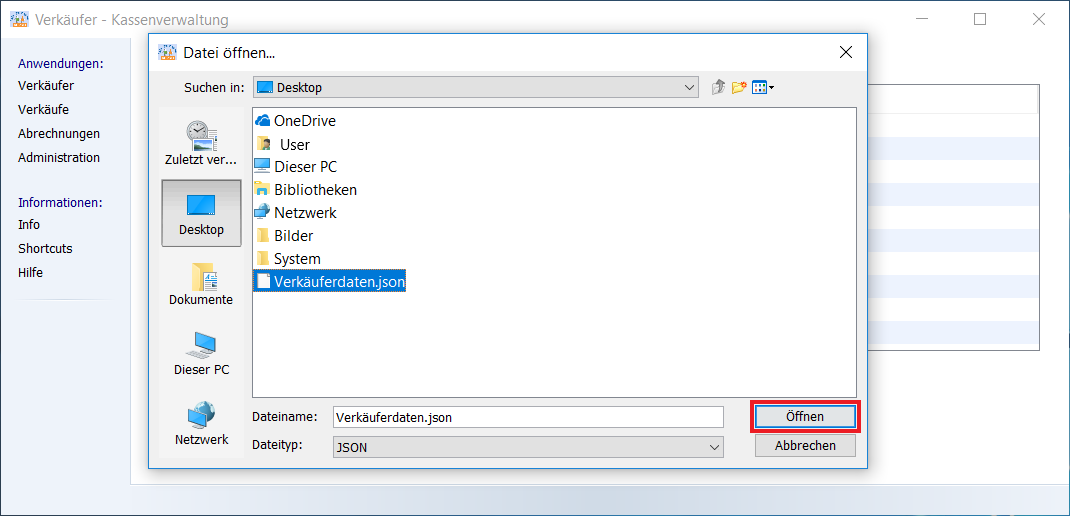 Verkäufer - Kassenverwaltung
Anwendungen:
Verkäufer
Verkäufe
Abrechnungen
Administration
Informationen:
Info
Shortcuts
Hilfe
Datei öffnen...
Suchen in:
Desktop
Zuletzt ver...
Desktop
Dokumente
Dieser PC
Netzwerk
OneDrive
User
Dieser PC
Bibliotheken
Netzwerk
Bilder
System
Verkäuferdaten.json
Dateiname:
Verkäuferdaten.json
Öffnen
Dateityp:
JSON
Abbrechen